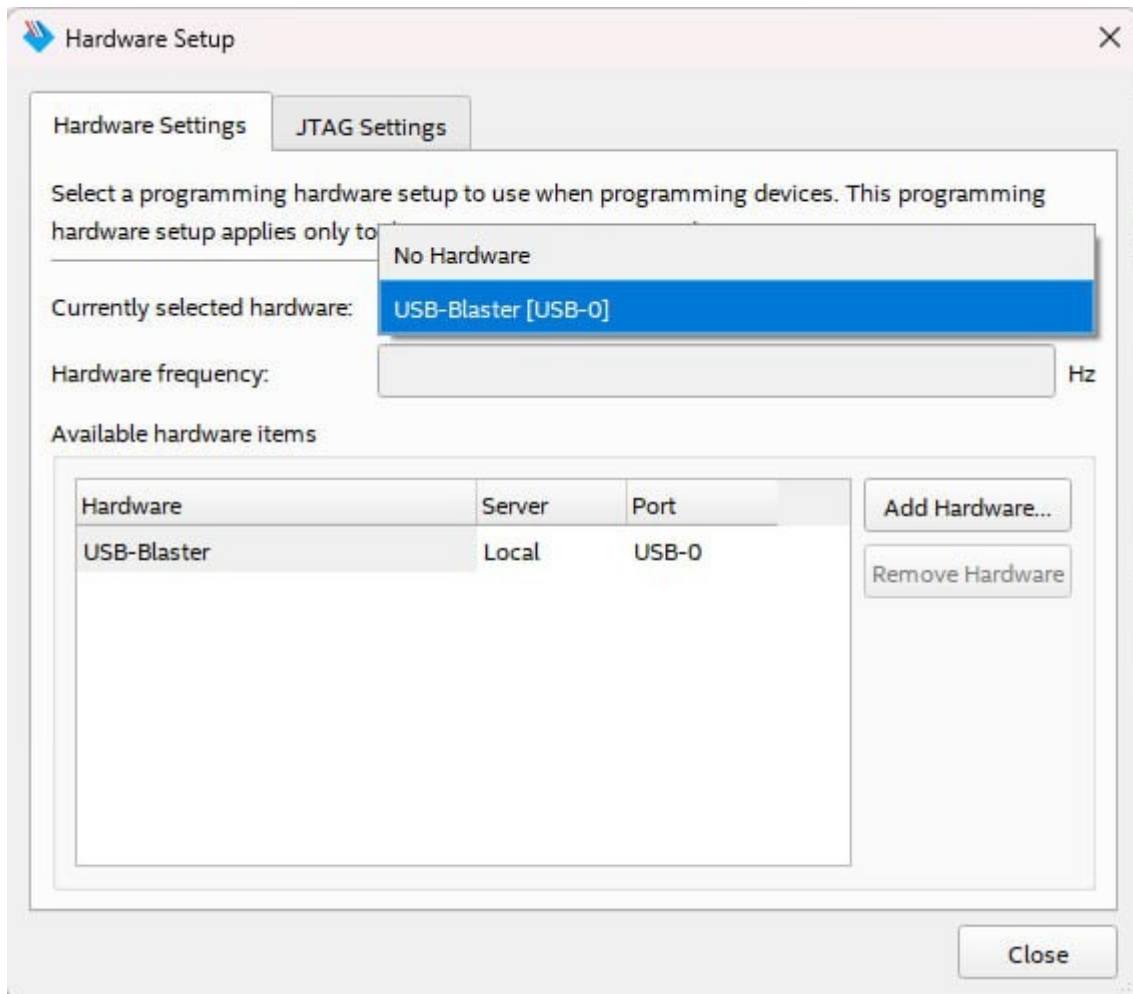 Hardware Setup
Hardware Settings
JTAG Settings
Select a programming hardware setup to use when programming devices. This programming
hardware setup applies only to
No Hardware
Currently selected hardware:
USB-Blaster [USB-0]
Hardware frequency:
Hz
Available hardware items
Hardware Server Port
USB-Blaster Local USB-0
Add Hardware...
Remove Hardware
Close